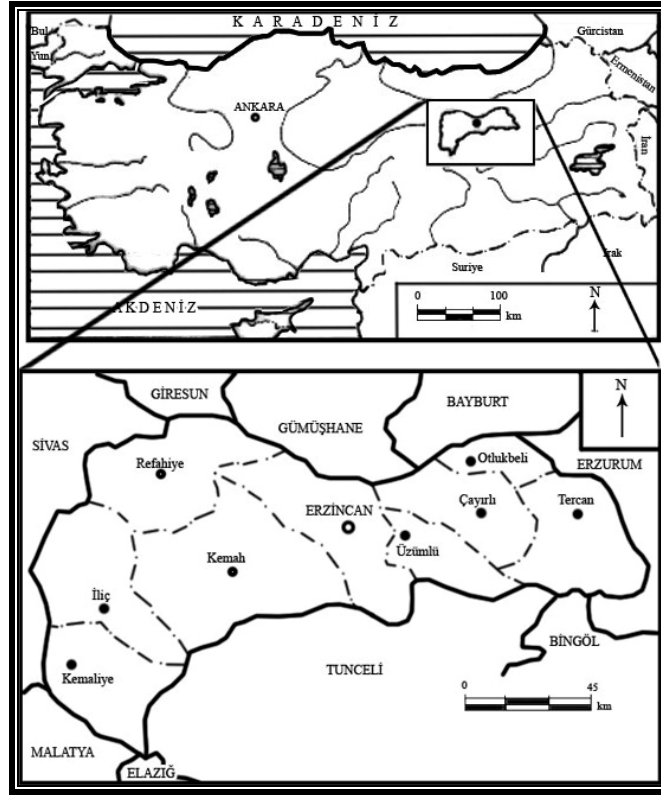 K A R A D E N İ Z
Bul
Yun
Gürcistan
Ermenistan
İran
ANKARA
Suriye
Irak
AKDENİZ
0 100
km
N
GİRESUN
BAYBURT
N
GÜMÜŞHANE
SİVAS
Refahiye
Otlukbeli
ERZURUM
ERZİNCAN
Çayırlı
Tercan
Üzümlü
Kemah
İliç
BİNGÖL
Kemaliye
TUNCELİ
0 45
km
MALATYA
ELAZIĞ